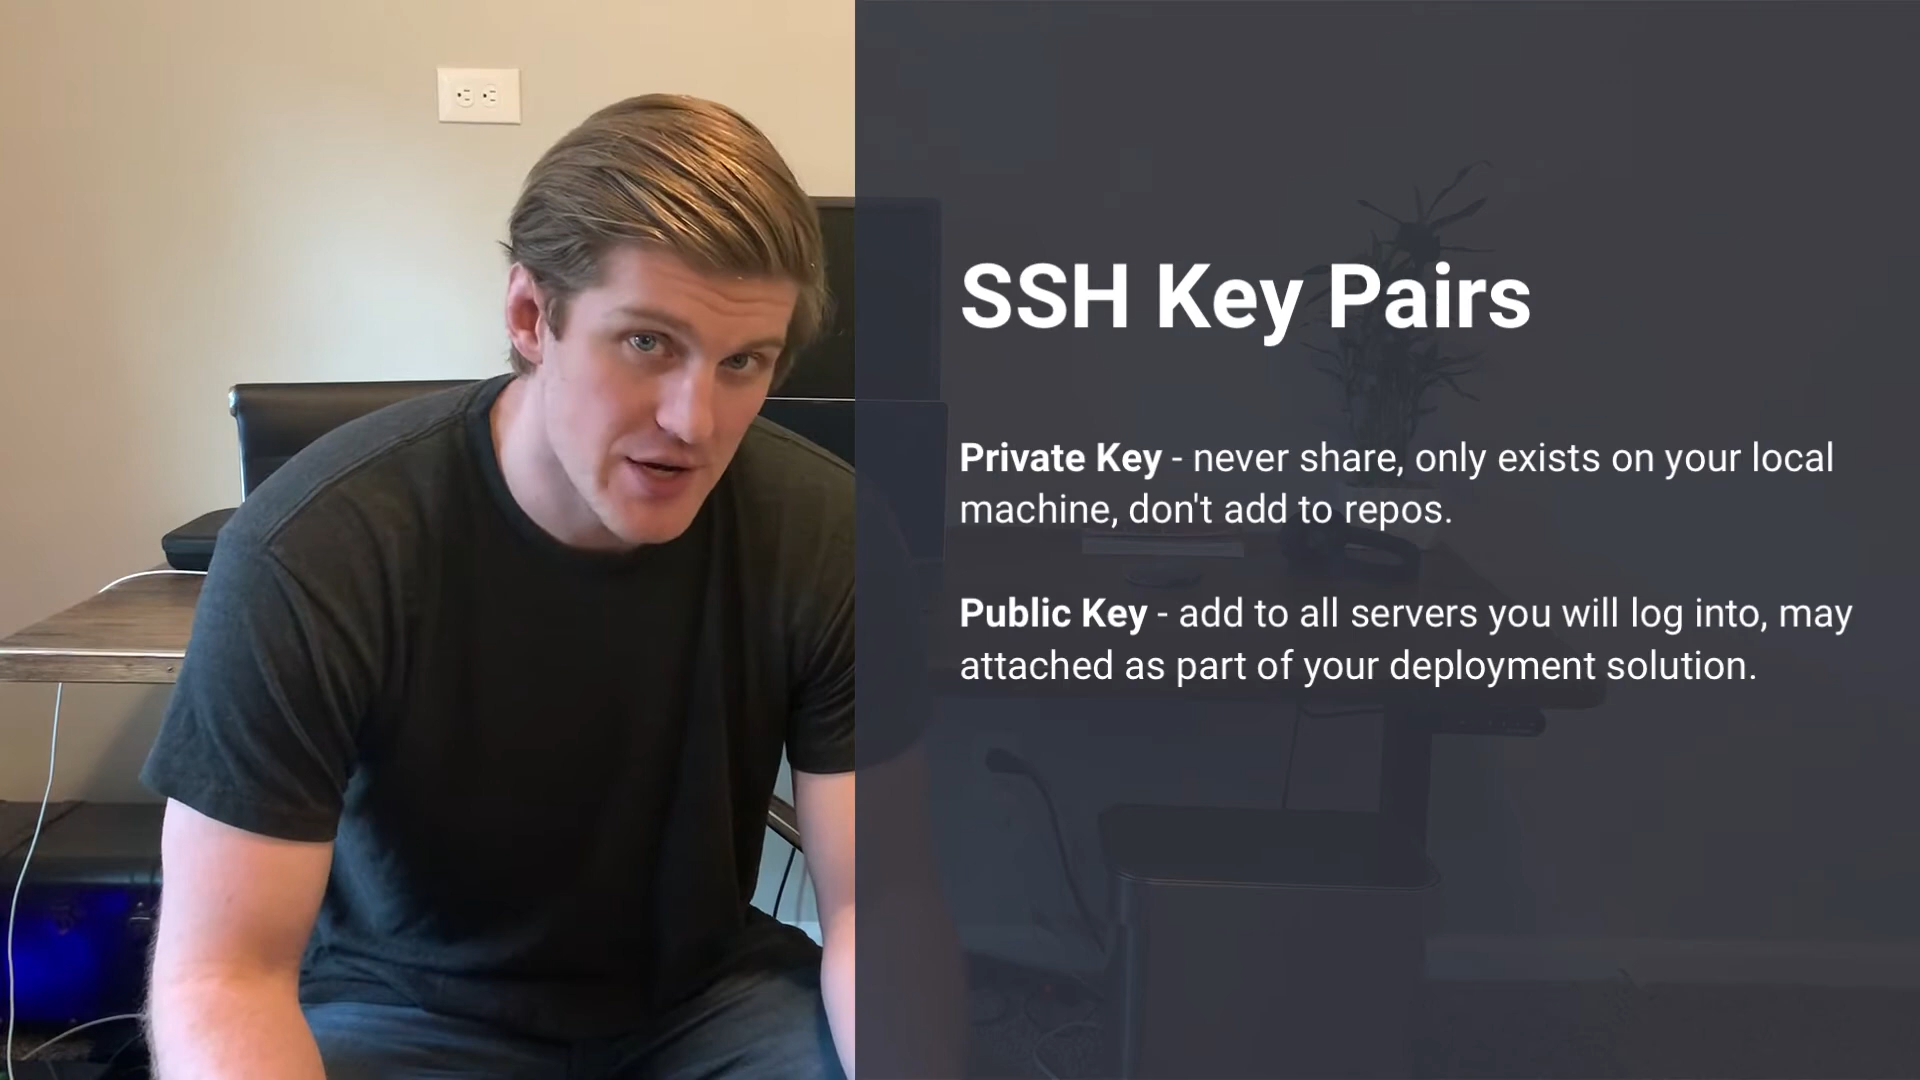 SSH Key Pairs
Private Key - never share, only exists on your local
machine, don't add to repos.
Public Key - add to all servers you will log into, may
attached as part of your deployment solution.